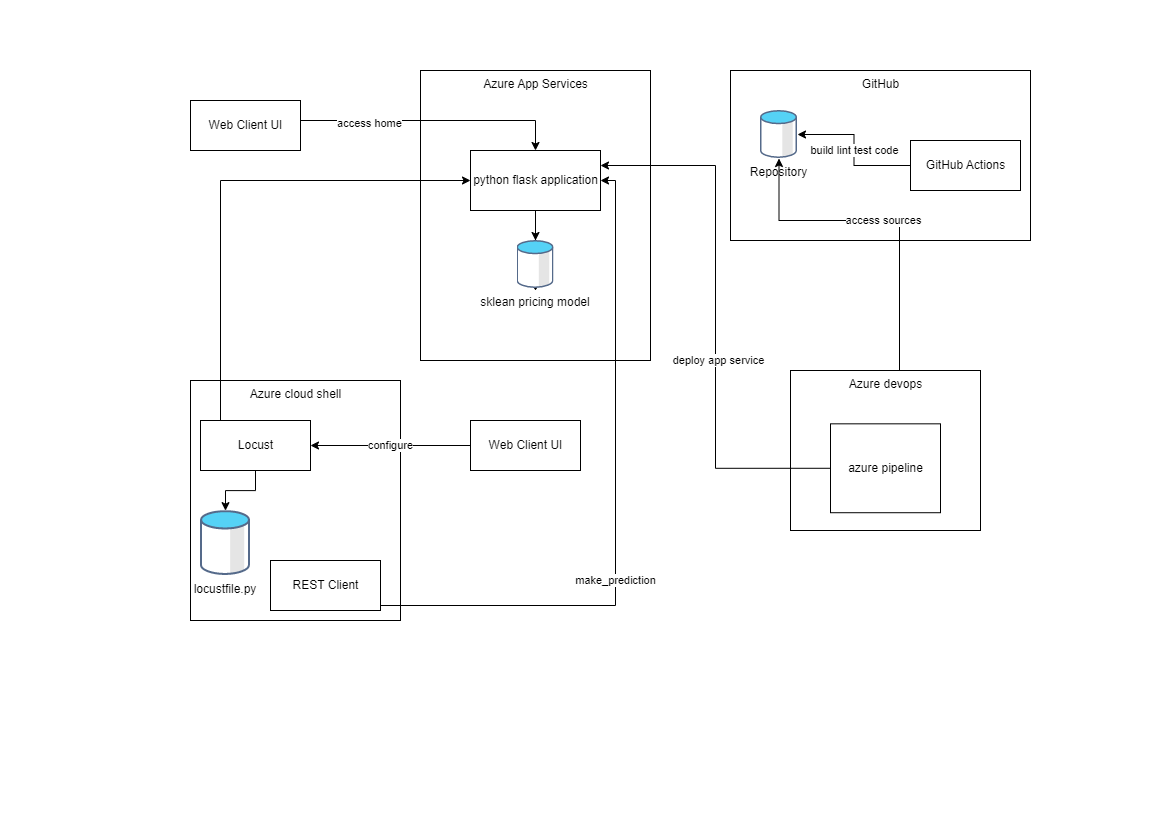 Azure App Services
GitHub
Web Client UI
access home
build lint test code
GitHub Actions
Repository
python flask application
access sources
sklean pricing model
deploy app service
Azure devops
Azure cloud shell
Locust
configure
Web Client UI
azure pipeline
make_prediction
REST Client
locustfile.py